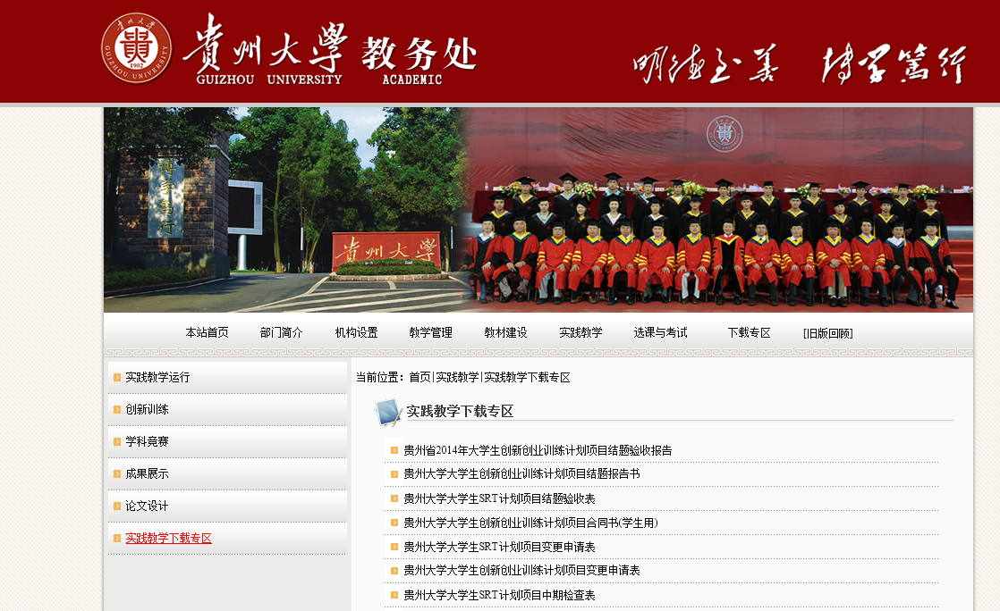 貴州大学 教务处
GUIZHOU UNIVERSITY ACADEMIC
1902
明德至善 博学笃行
博学笃行
貴州大學
本站首页 部门简介 机构设置 教学管理 教材建设 实践教学 选课与考试 下载专区 [旧版回顾]
实践教学运行
创新训练
学科竞赛
成果展示
论文设计
实践教学下载专区
当前位置：首页|实践教学|实践教学下载专区
实践教学下载专区
贵州省2014年大学生创新创业训练计划项目结题验收报告
贵州大学大学生创新创业训练计划项目结题报告书
贵州大学大学生SRT计划项目结题验收表
贵州大学大学生创新创业训练计划项目合同书(学生用)
贵州大学大学生SRT计划项目变更申请表
贵州大学大学生创新创业训练计划项目变更申请表
贵州大学大学生SRT计划项目中期检查表